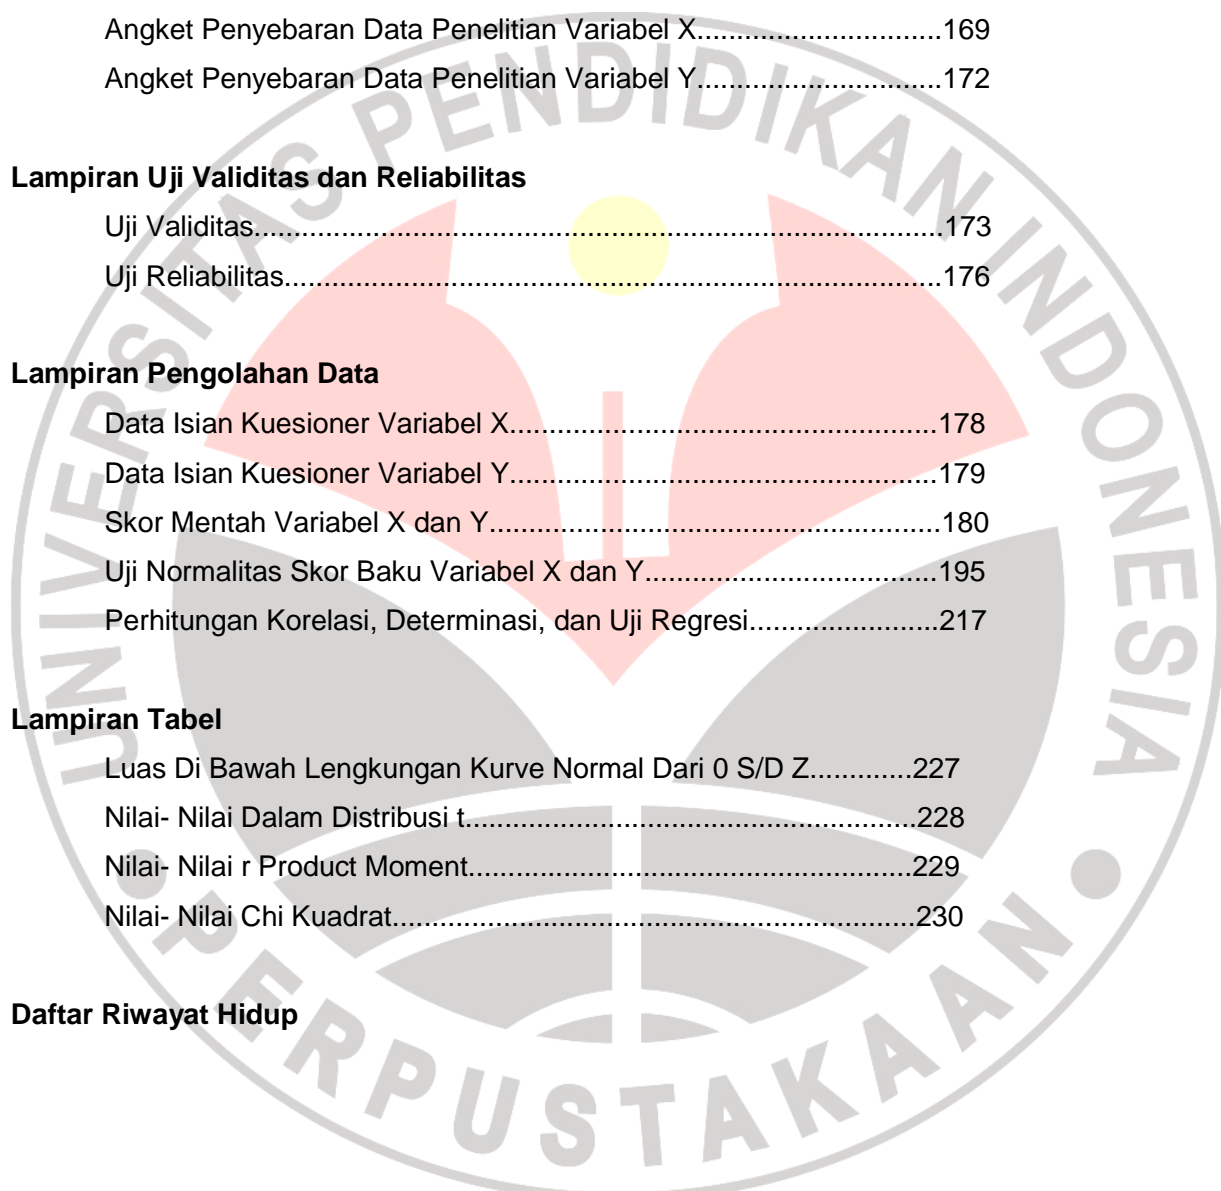 Angket Penyebaran Data Penelitian Variabel X..............................169
Angket Penyebaran Data Penelitian Variabel Y..............................172
Lampiran Uji Validitas dan Reliabilitas
Uji Validitas.......................................................................................173
Uji Reliabilitas...................................................................................176
Lampiran Pengolahan Data
Data Isian Kuesioner Variabel X......................................................178
Data Isian Kuesioner Variabel Y......................................................179
Skor Mentah Variabel X dan Y.........................................................180
Uji Normalitas Skor Baku Variabel X dan Y.....................................195
Perhitungan Korelasi, Determinasi, dan Uji Regresi........................217
Lampiran Tabel
Luas Di Bawah Lengkungan Kurve Normal Dari 0 S/D Z.............227
Nilai- Nilai Dalam Distribusi t.........................................................228
Nilai- Nilai r Product Moment........................................................229
Nilai- Nilai Chi Kuadrat..................................................................230
Daftar Riwayat Hidup
UNIVERSITAS PENDIDIKAN INDONESIA
PERPUSTAKAAN